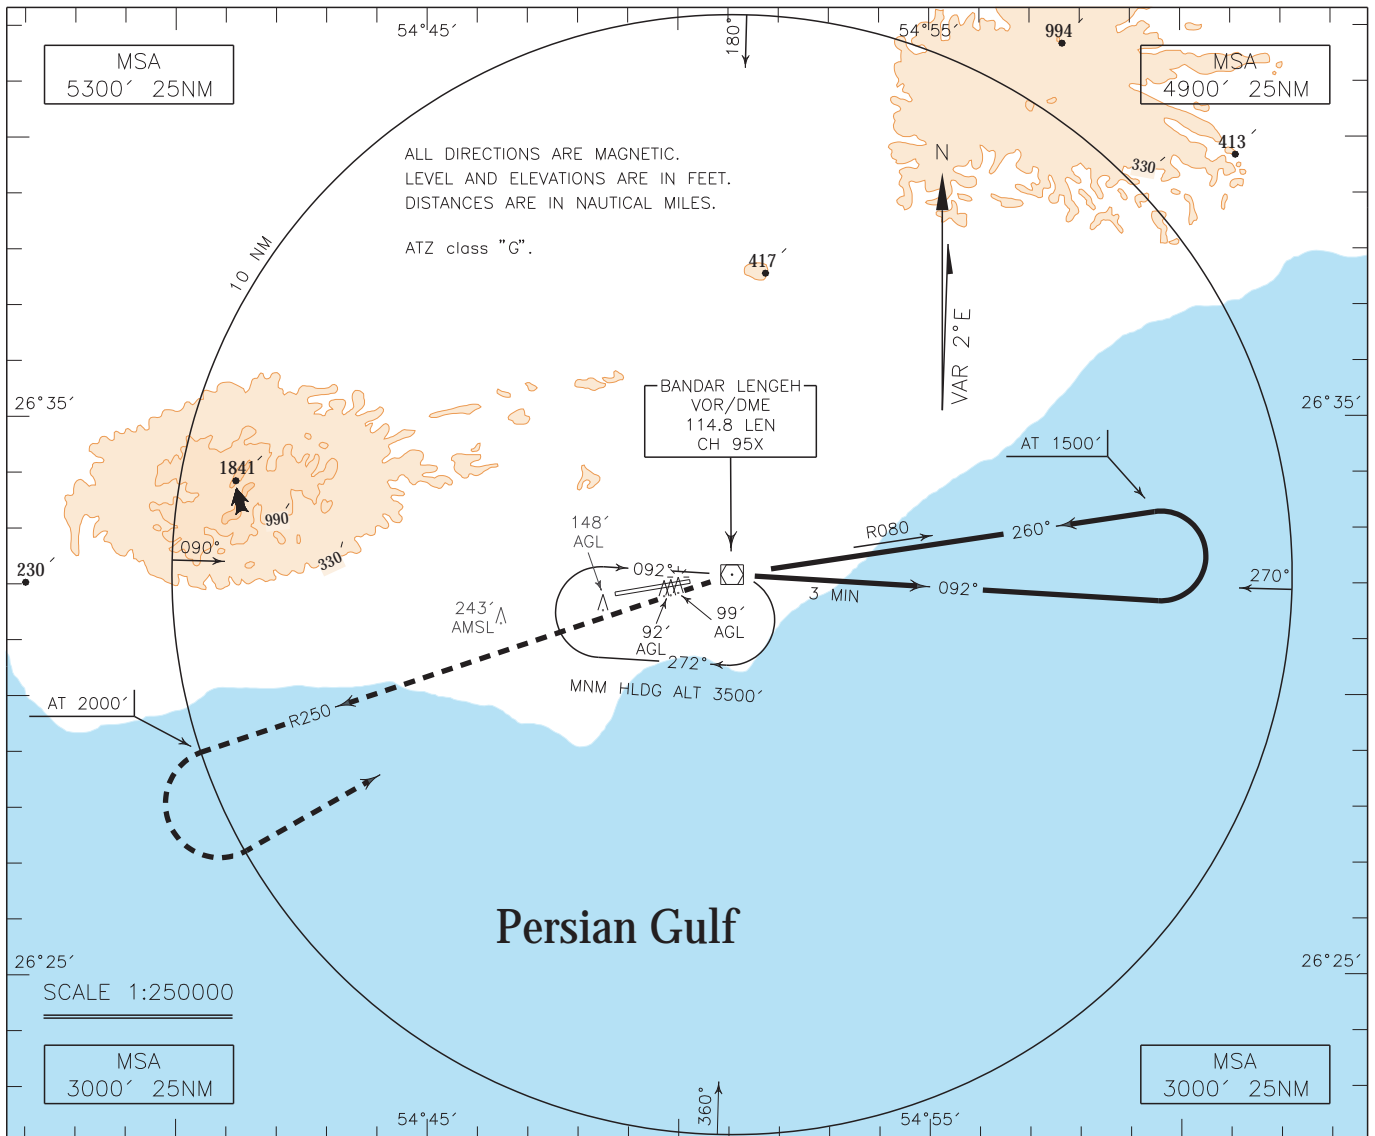 54°45′
54°55′
994′
180°
MSA
5300′ 25NM
MSA
4900′ 25NM
ALL DIRECTIONS ARE MAGNETIC.
LEVEL AND ELEVATIONS ARE IN FEET.
DISTANCES ARE IN NAUTICAL MILES.
ATZ class "G".
413′
330′
N
10 NM
417′
VAR 2°E
26°35′
26°35′
BANDAR LENGEH
VOR/DME
114.8 LEN
CH 95X
AT 1500′
1841′
990′
330′
090°
230′
148′
AGL
R080
260°
092°
3 MIN
092°
270°
243′
AMSL
92′
AGL
99′
AGL
272°
MNM HLDG ALT 3500′
AT 2000′
R250
Persian Gulf
26°25′
26°25′
SCALE 1:250000
MSA
3000′ 25NM
MSA
3000′ 25NM
360°
54°45′
54°55′